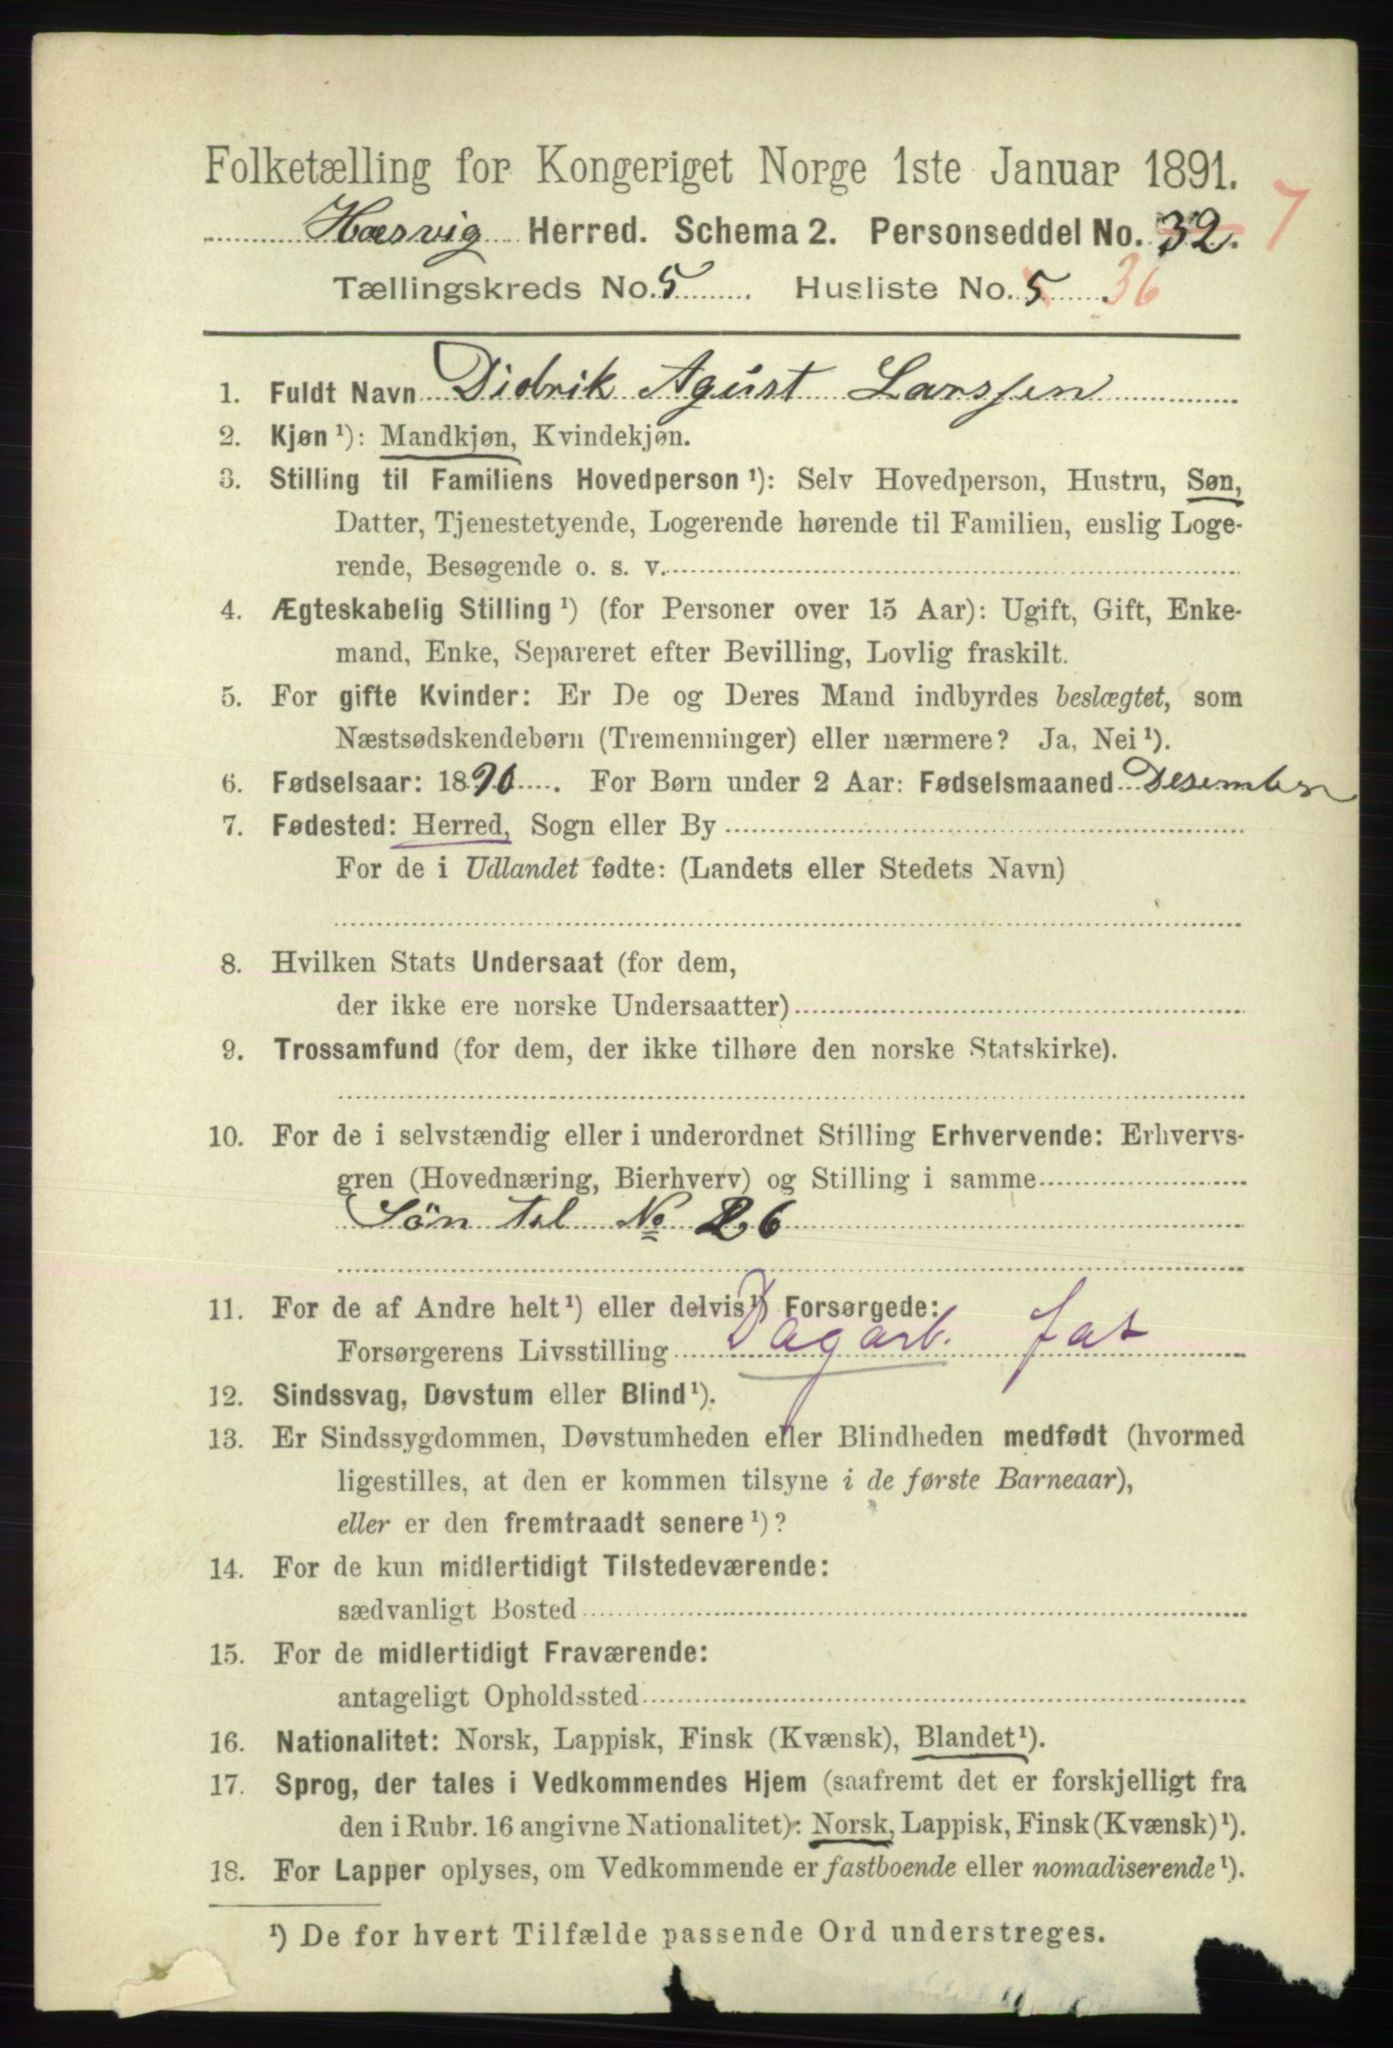 Folketælling for Kongeriget Norge 1ste Januar 1891.
Hasvig Herred. Schema 2. Personseddel No. 32. 7
Tællingskreds No. 5 Husliste No. 5. 36
1. Fuldt Navn Didrik Agust Larssen
2. Kjøn ¹): Mandkjøn, Kvindekjøn.
3. Stilling til Familiens Hovedperson ¹): Selv Hovedperson, Hustru, Søn,
Datter, Tjenestetyende, Logerende hørende til Familien, enslig Loge-
rende, Besøgende o. s. v.
4. Ægteskabelig Stilling ¹) (for Personer over 15 Aar): Ugift, Gift, Enke-
mand, Enke, Separeret efter Bevilling, Lovlig fraskilt.
5. For gifte Kvinder: Er De og Deres Mand indbyrdes beslægtet, som
Næstsødskendebørn (Tremenninger) eller nærmere? Ja, Nei ¹).
6. Fødselsaar: 1890. For Børn under 2 Aar: Fødselsmaaned Desember
7. Fødested: Herred, Sogn eller By
For de i Udlandet fødte: (Landets eller Stedets Navn)
8. Hvilken Stats Undersaat (for dem,
der ikke ere norske Undersaatter)
9. Trossamfund (for dem, der ikke tilhøre den norske Statskirke).
10. For de i selvstændig eller i underordnet Stilling Erhvervende: Erhvervs-
gren (Hovednæring, Bierhverv) og Stilling i samme
Sön tel No 26
11. For de af Andre helt ¹) eller delvis ¹) Forsørgede:
Forsørgerens Livsstilling Dagarb. fat
12. Sindssvag, Døvstum eller Blind ¹).
13. Er Sindssygdommen, Døvstumheden eller Blindheden medfødt (hvormed
ligestilles, at den er kommen tilsyne i de første Barneaar),
eller er den fremtraadt senere ¹)?
14. For de kun midlertidigt Tilstedeværende:
sædvanligt Bosted
15. For de midlertidigt Fraværende:
antageligt Opholdssted
16. Nationalitet: Norsk, Lappisk, Finsk (Kvænsk), Blandet ¹).
17. Sprog, der tales i Vedkommendes Hjem (saafremt det er forskjelligt fra
den i Rubr. 16 angivne Nationalitet): Norsk, Lappisk, Finsk (Kvænsk) ¹).
18. For Lapper oplyses, om Vedkommende er fastboende eller nomadiserende ¹).
¹) De for hvert Tilfælde passende Ord understreges.